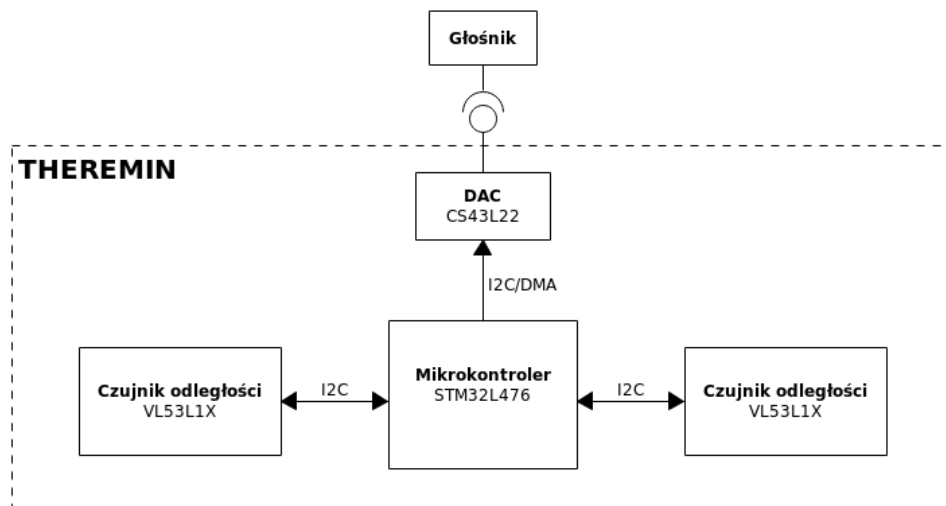 Głośnik
THEREMIN
DAC
CS43L22
I2C/DMA
Czujnik odległości
VL53L1X
I2C
Mikrokontroler
STM32L476
I2C
Czujnik odległości
VL53L1X